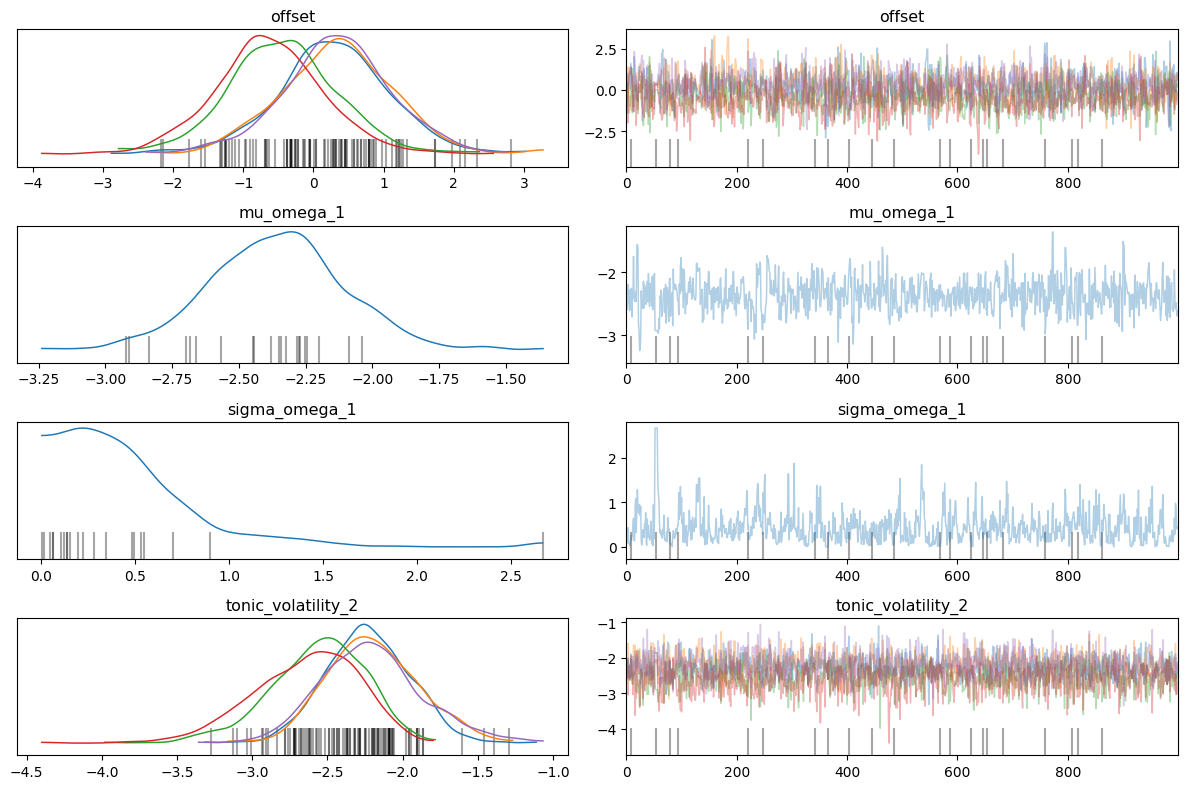 offset
−4 −3 −2 −1 0 1 2 3
offset
2.5
0.0
−2.5
0 200 400 600 800
mu_omega_1
−3.25 −3.00 −2.75 −2.50 −2.25 −2.00 −1.75 −1.50
mu_omega_1
−2
−3
0 200 400 600 800
sigma_omega_1
0.0 0.5 1.0 1.5 2.0 2.5
sigma_omega_1
2
1
0
0 200 400 600 800
tonic_volatility_2
−4.5 −4.0 −3.5 −3.0 −2.5 −2.0 −1.5 −1.0
tonic_volatility_2
−1
−2
−3
−4
0 200 400 600 800